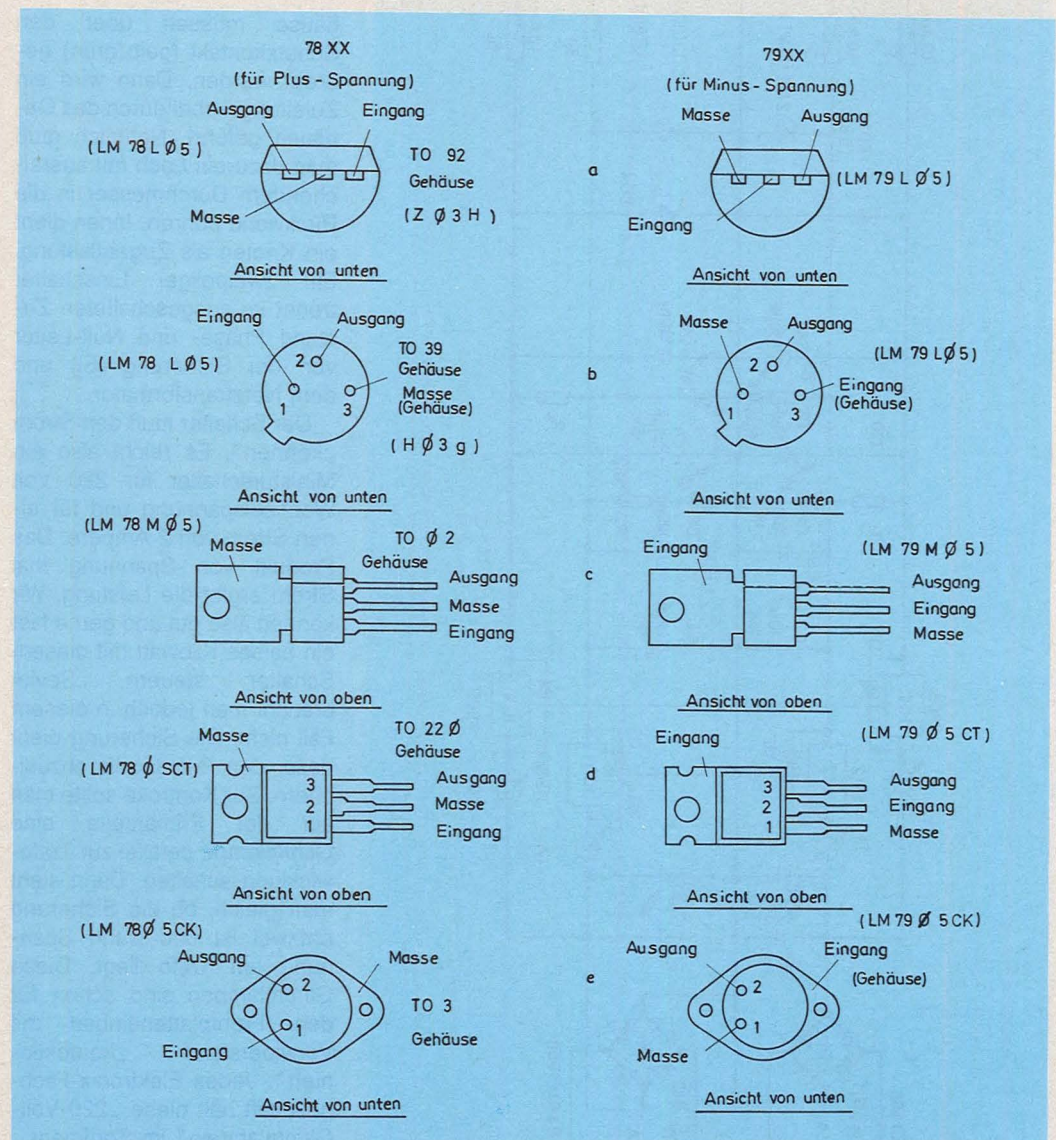 78 XX
(für Plus - Spannung)
Ausgang Eingang
(LM 78 L Ø 5)
TO 92
Gehäuse
(Z Ø 3 H)
Masse
Ansicht von unten
79XX
(für Minus - Spannung)
Masse Ausgang
a
(LM 79 L Ø 5)
Eingang
Ansicht von unten
Eingang Ausgang
(LM 78 L Ø 5)
TO 39
Gehäuse
Masse
(Gehäuse)
2
1 3
(H Ø 3 g)
Ansicht von unten
Masse Ausgang
b
(LM 79 L Ø 5)
2
Eingang
(Gehäuse)
1 3
Ansicht von unten
(LM 78 M Ø 5)
Masse
TO Ø 2
Gehäuse
Ausgang
Masse
Eingang
Ansicht von oben
Eingang
(LM 79 M Ø 5)
c
Ausgang
Eingang
Masse
Ansicht von oben
Masse
TO 22 Ø
Gehäuse
(LM 78 Ø SCT)
3 Ausgang
2 Masse
1 Eingang
Ansicht von oben
Eingang
(LM 79 Ø 5 CT)
d
3 Ausgang
2 Eingang
1 Masse
Ansicht von oben
(LM 78Ø 5CK)
Ausgang Masse
2
TO 3
Gehäuse
1
Eingang
Ansicht von unten
(LM 79 Ø 5CK)
Ausgang Eingang
(Gehäuse)
e
2
1
Masse
Ansicht von unten